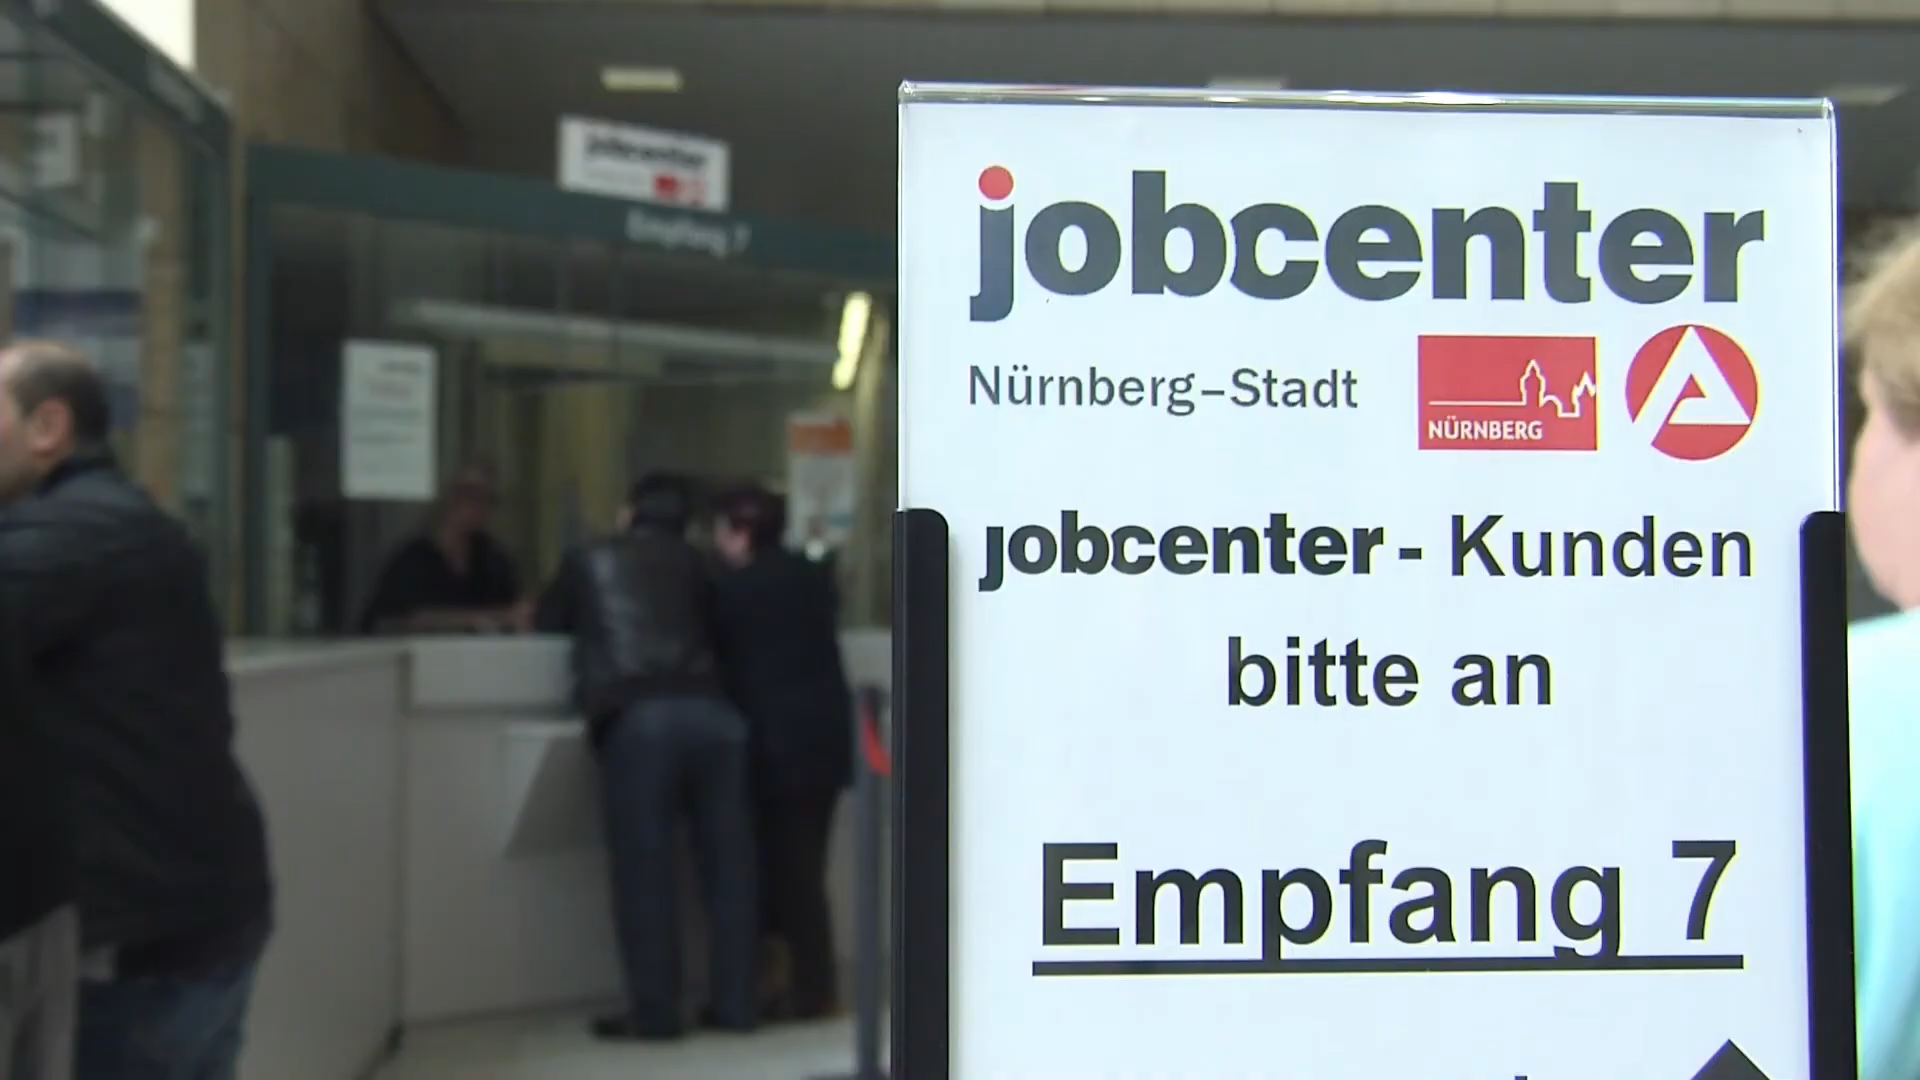 jobcenter
Nürnberg-Stadt
NÜRNBERG
jobcenter - Kunden
bitte an
Empfang 7
jobcenter
Empfang 7